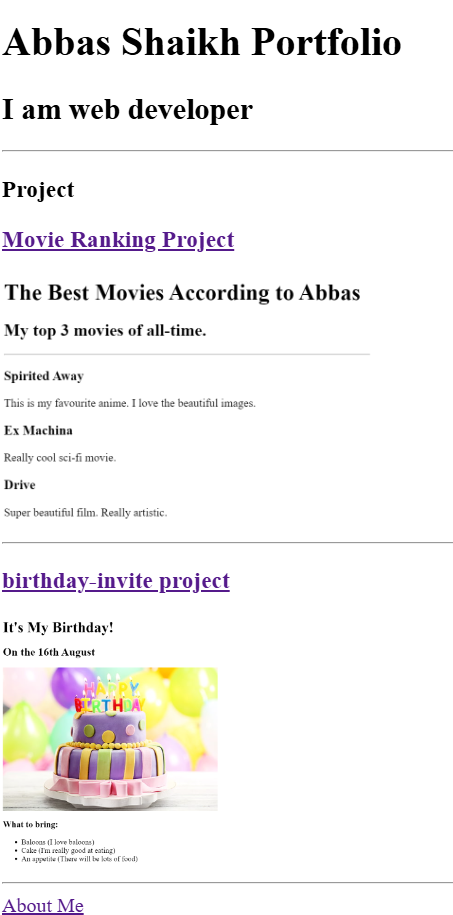 Abbas Shaikh Portfolio
I am web developer
Project
Movie Ranking Project
The Best Movies According to Abbas
My top 3 movies of all-time.
Spirited Away
This is my favourite anime. I love the beautiful images.
Ex Machina
Really cool sci-fi movie.
Drive
Super beautiful film. Really artistic.
birthday-invite project
It's My Birthday!
On the 16th August
HAPPY
BIRTHDAY
What to bring:
Baloons (I love baloons)
Cake (I'm really good at eating)
An appetite (There will be lots of food)
About Me